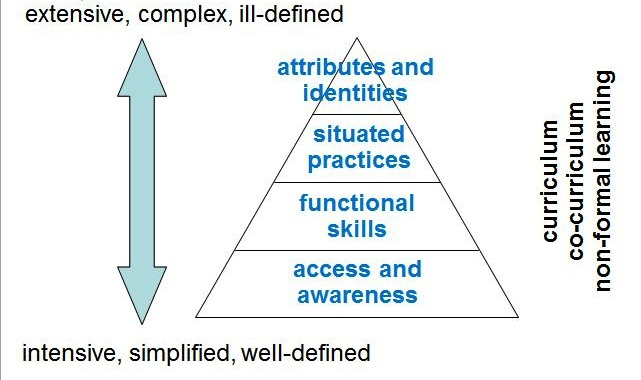 extensive, complex, ill-defined
attributes and
identities
situated
practices
functional
skills
access and
awareness
intensive, simplified, well-defined
curriculum
co-curriculum
non-formal learning